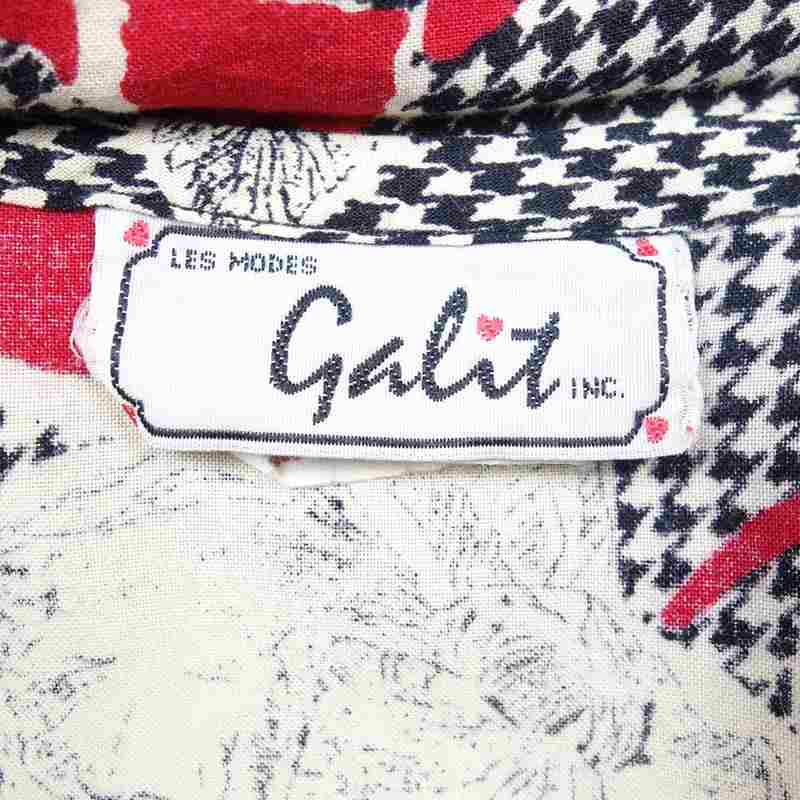 LES MODES
Galit INC.